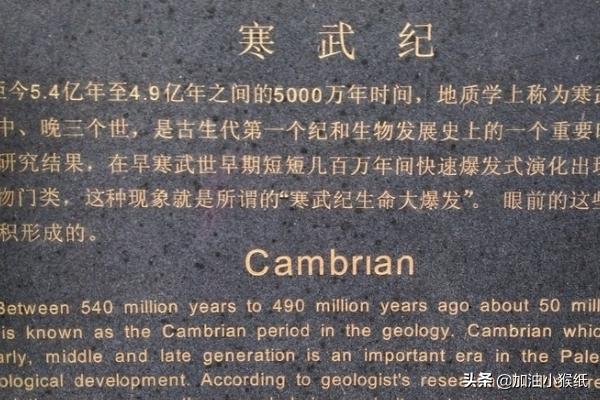 寒武纪
距今5.4亿年至4.9亿年之间的5000万年时间，地质学上称为寒武
中、晚三个世，是古生代第一个纪和生物发展史上的一个重要时
研究结果，在早寒武世早期短短几百万年间快速爆发式演化出现
物门类，这种现象就是所谓的“寒武纪生命大爆发”。 眼前的这些
积形成的。
Cambrian
Between 540 million years to 490 million years ago about 50 mill
is known as the Cambrian period in the geology. Cambrian whic
arly, middle and late generation is an important era in the Pale
ological development. According to geologist's resear
头条 @加油小猴纸